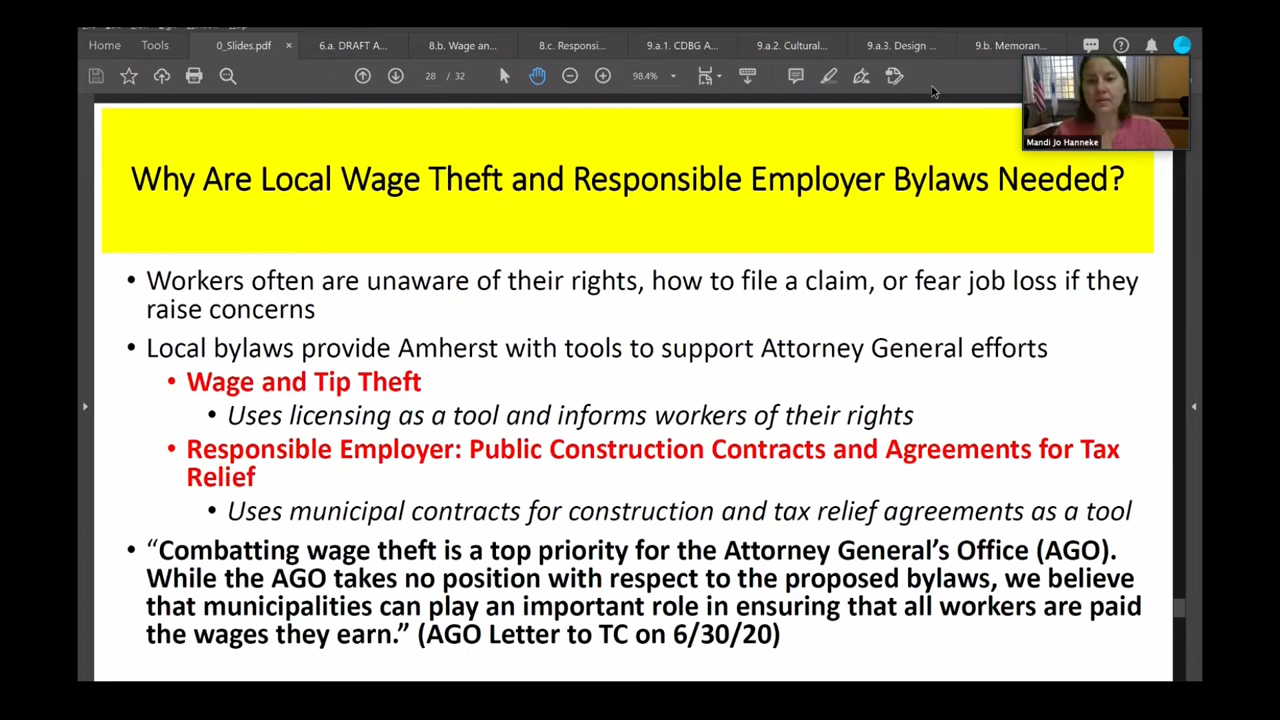 Home Tools 0_Slides.pdf × 6.a. DRAFT A... 8.b. Wage an... 8.c. Responsi... 9.a.1. CDBG A... 9.a.2. Cultural... 9.a.3. Design ... 9.b. Memoran...
28 / 32 98.4%
Mandi Jo Hanneke
Why Are Local Wage Theft and Responsible Employer Bylaws Needed?
• Workers often are unaware of their rights, how to file a claim, or fear job loss if they
raise concerns
• Local bylaws provide Amherst with tools to support Attorney General efforts
• Wage and Tip Theft
• Uses licensing as a tool and informs workers of their rights
• Responsible Employer: Public Construction Contracts and Agreements for Tax
Relief
• Uses municipal contracts for construction and tax relief agreements as a tool
• “Combatting wage theft is a top priority for the Attorney General’s Office (AGO).
While the AGO takes no position with respect to the proposed bylaws, we believe
that municipalities can play an important role in ensuring that all workers are paid
the wages they earn.” (AGO Letter to TC on 6/30/20)